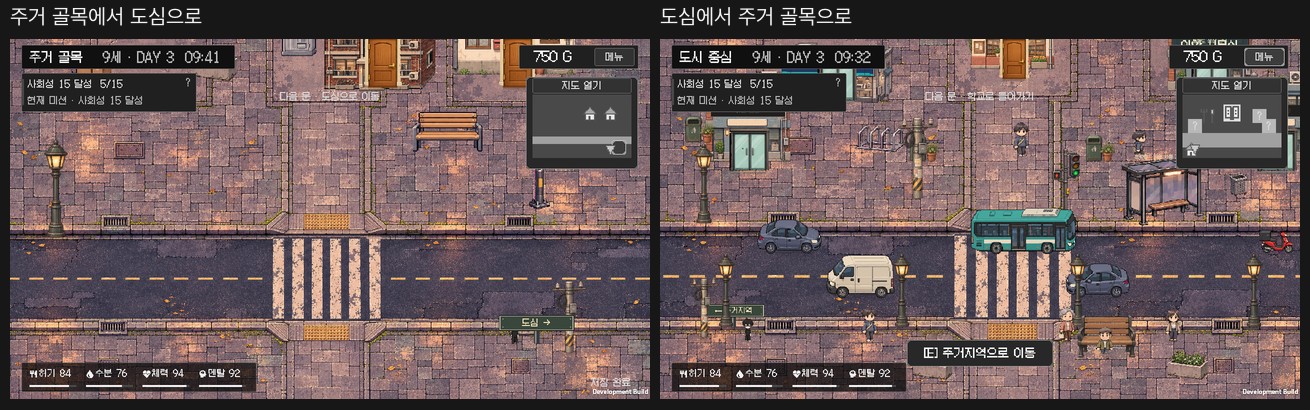 주거 골목에서 도심으로
주거 골목 9세 · DAY 3 09:41
750 G 메뉴
사회성 15 달성 5/15 ?
현재 미션 · 사회성 15 달성
지도 열기
다음 문 · 도심으로 이동
도심 →
허기 84 수분 76 체력 94 멘탈 92
저장 완료
Development Build
도심에서 주거 골목으로
도시 중심 9세 · DAY 3 09:32
750 G 메뉴
사회성 15 달성 5/15 ?
현재 미션 · 사회성 15 달성
지도 열기
? ?
다음 문 · 학교로 들어가기
[E] 주거지역으로 이동
허기 84 수분 76 체력 94 멘탈 92
Development Build